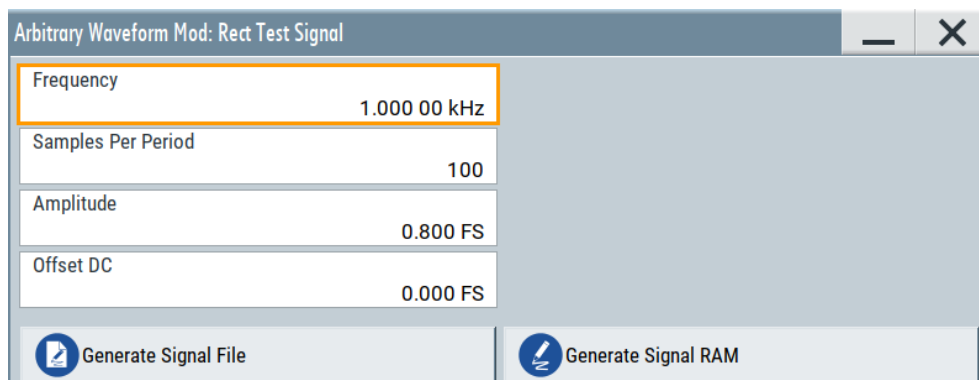 Arbitrary Waveform Mod: Rect Test Signal
Frequency
1.000 00 kHz
Samples Per Period
100
Amplitude
0.800 FS
Offset DC
0.000 FS
Generate Signal File
Generate Signal RAM